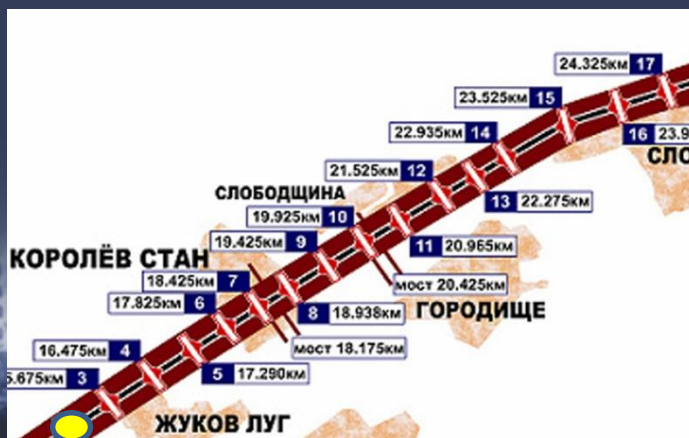 24.325км 17
23.525км 15
22.935км 14
16 23.9
СЛО
21.525км 12
СЛОБОДЩИНА
13 22.275км
19.925км 10
19.425км 9
11 20.965км
КОРОЛЁВ СТАН
18.425км 7
мост 20.425км
17.825км 6
8 18.938км
ГОРОДИЩЕ
мост 18.175км
16.475км 4
5.675км 3
5 17.290км
ЖУКОВ ЛУГ